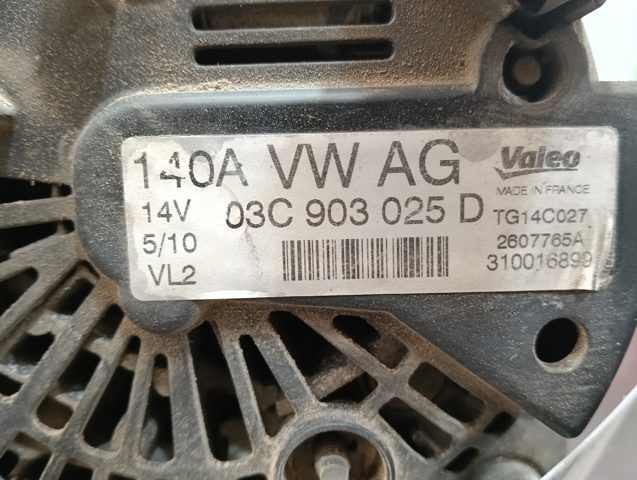 140A VW AG
Valeo
MADE IN FRANCE
14V 03C 903 025 D TG14C027
5/10 2607765A
VL2 310016899